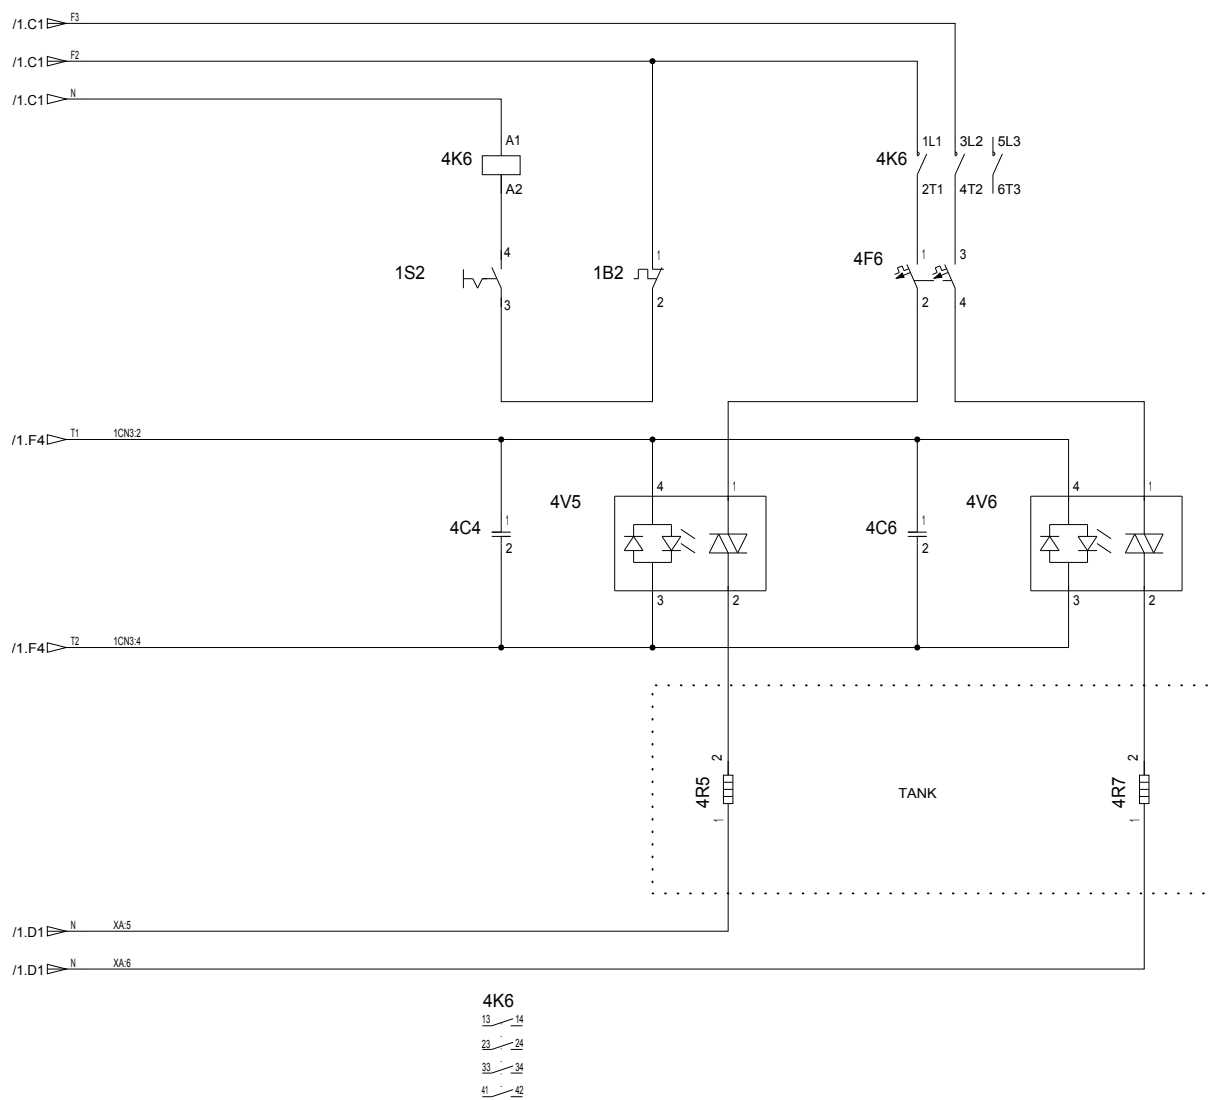 /1.C1 F3
/1.C1 F2
/1.C1 N
A1
4K6
A2
4K6 1L1 3L2 5L3
2T1 4T2 6T3
4
1S2
3
1
1B2
2
4F6 1 3
2 4
/1.F4 T1 1CN3:2
4C4 1
2
4V5 4 1
3 2
4C6 1
2
4V6 4 1
3 2
/1.F4 T2 1CN3:4
2
4R5
1
TANK
2
4R7
1
/1.D1 N XA:5
/1.D1 N XA:6
4K6
13 14
23 24
33 34
41 42